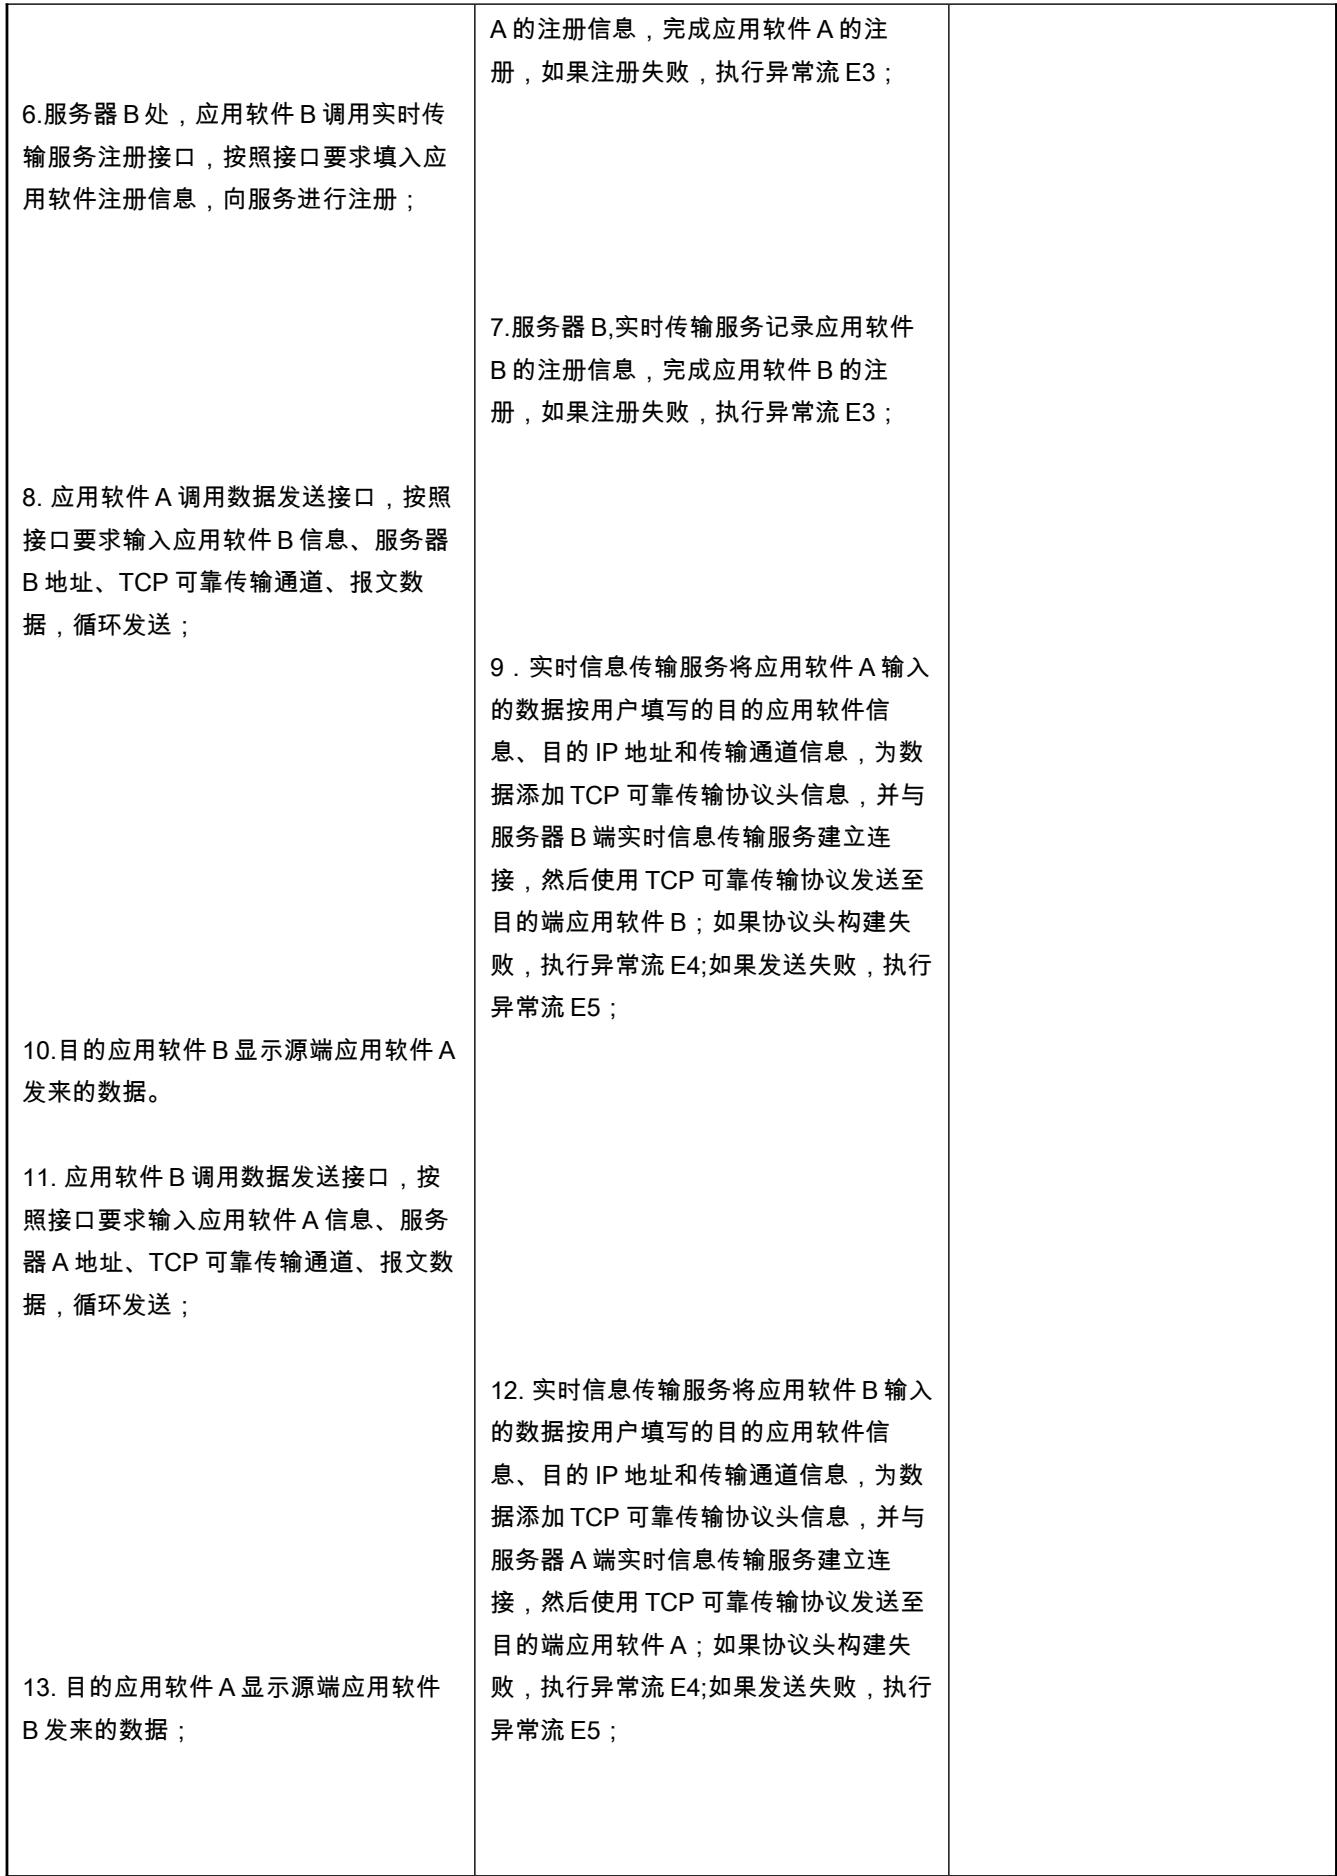 A 的注册信息，完成应用软件 A 的注
册，如果注册失败，执行异常流 E3；
6.服务器 B 处，应用软件 B 调用实时传
输服务注册接口，按照接口要求填入应
用软件注册信息，向服务进行注册；
7.服务器 B,实时传输服务记录应用软件
B 的注册信息，完成应用软件 B 的注
册，如果注册失败，执行异常流 E3；
8. 应用软件 A 调用数据发送接口，按照
接口要求输入应用软件 B 信息、服务器
B 地址、TCP 可靠传输通道、报文数
据，循环发送；
9．实时信息传输服务将应用软件 A 输入
的数据按用户填写的目的应用软件信
息、目的 IP 地址和传输通道信息，为数
据添加 TCP 可靠传输协议头信息，并与
服务器 B 端实时信息传输服务建立连
接，然后使用 TCP 可靠传输协议发送至
目的端应用软件 B；如果协议头构建失
败，执行异常流 E4;如果发送失败，执行
异常流 E5；
10.目的应用软件 B 显示源端应用软件 A
发来的数据。
11. 应用软件 B 调用数据发送接口，按
照接口要求输入应用软件 A 信息、服务
器 A 地址、TCP 可靠传输通道、报文数
据，循环发送；
12. 实时信息传输服务将应用软件 B 输入
的数据按用户填写的目的应用软件信
息、目的 IP 地址和传输通道信息，为数
据添加 TCP 可靠传输协议头信息，并与
服务器 A 端实时信息传输服务建立连
接，然后使用 TCP 可靠传输协议发送至
目的端应用软件 A；如果协议头构建失
败，执行异常流 E4;如果发送失败，执行
异常流 E5；
13. 目的应用软件 A 显示源端应用软件
B 发来的数据；